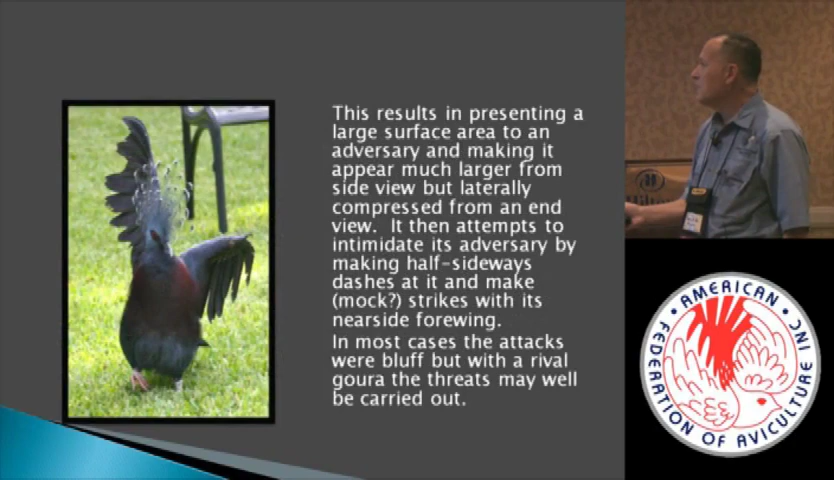 This results in presenting a
large surface area to an
adversary and making it
appear much larger from
side view but laterally
compressed from an end
view.  It then attempts to
intimidate its adversary by
making half-sideways
dashes at it and make
(mock?) strikes with its
nearside forewing.
In most cases the attacks
were bluff but with a rival
goura the threats may well
be carried out.
Hilton
• AMERICAN • FEDERATION OF AVICULTURE INC